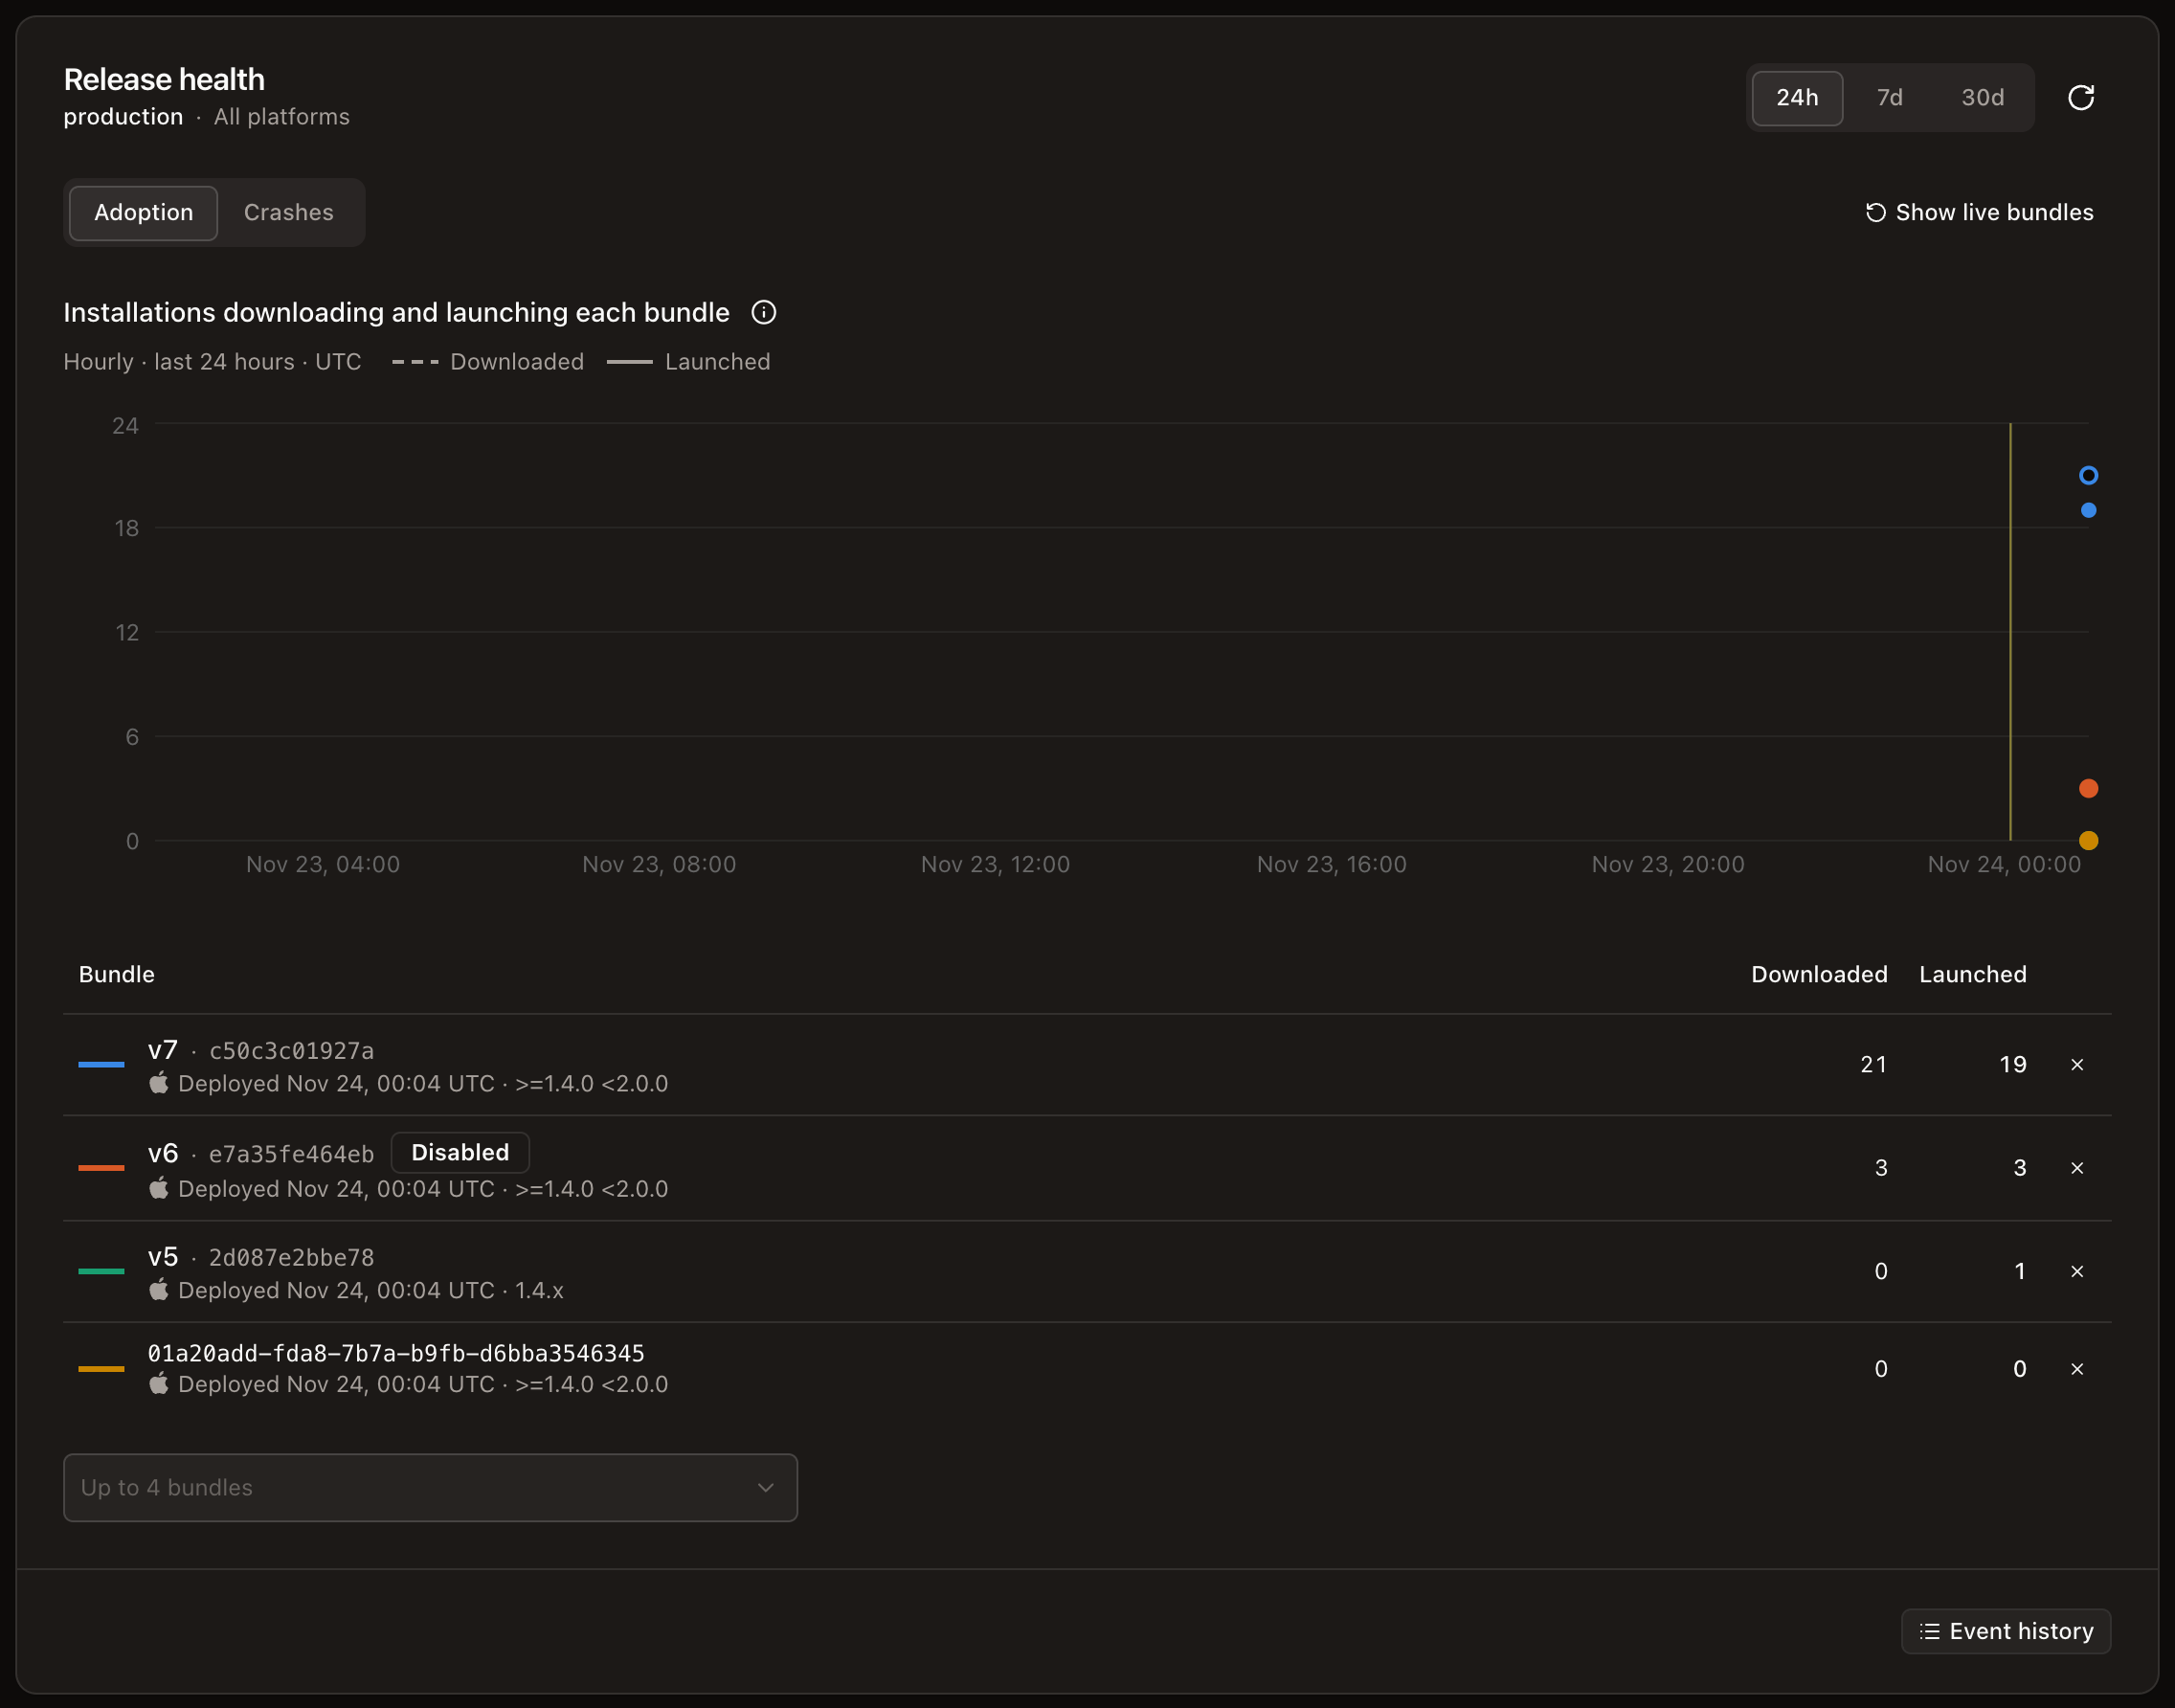 Release health
production · All platforms
24h 7d 30d
Adoption Crashes
Show live bundles
Installations downloading and launching each bundle
Hourly · last 24 hours · UTC Downloaded Launched
24
18
12
6
0
Nov 23, 04:00 Nov 23, 08:00 Nov 23, 12:00 Nov 23, 16:00 Nov 23, 20:00 Nov 24, 00:00
Bundle Downloaded Launched
v7 · c50c3c01927a
Deployed Nov 24, 00:04 UTC · >=1.4.0 <2.0.0
21 19 ×
v6 · e7a35fe464eb Disabled
Deployed Nov 24, 00:04 UTC · >=1.4.0 <2.0.0
3 3 ×
v5 · 2d087e2bbe78
Deployed Nov 24, 00:04 UTC · 1.4.x
0 1 ×
01a20add-fda8-7b7a-b9fb-d6bba3546345
Deployed Nov 24, 00:04 UTC · >=1.4.0 <2.0.0
0 0 ×
Up to 4 bundles
Event history